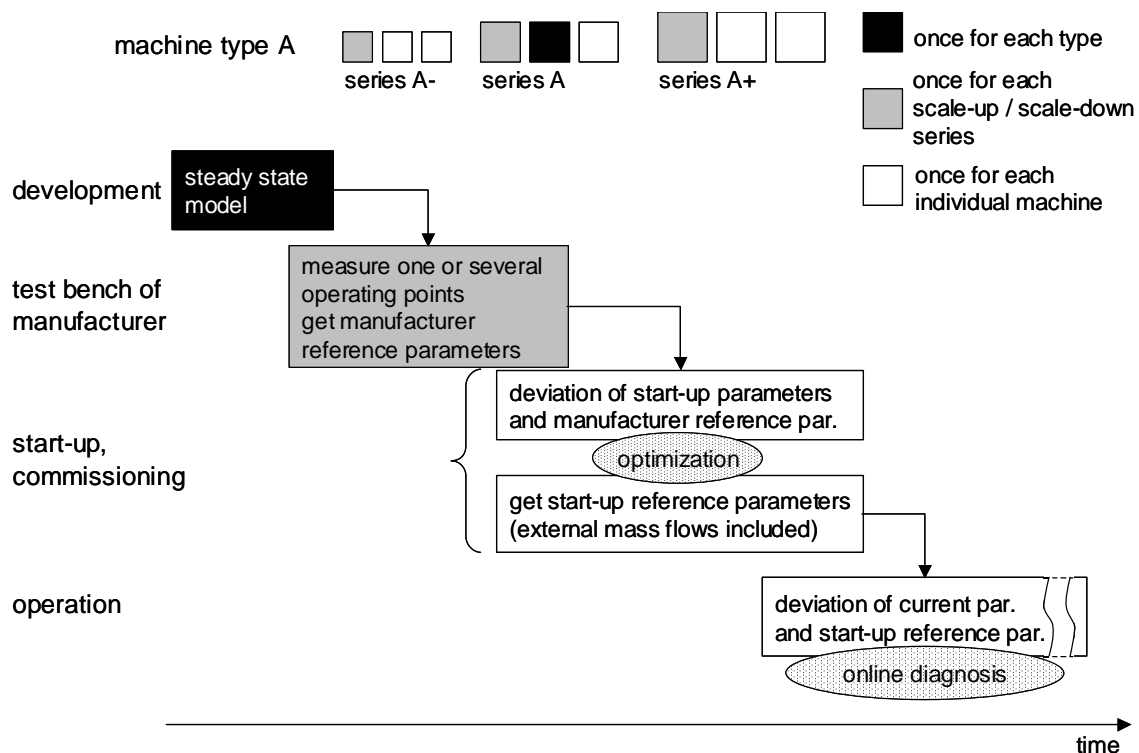 machine type A
series A-
series A
series A+
once for each type
once for each
scale-up / scale-down
series
once for each
individual machine
development
steady state
model
test bench of
manufacturer
measure one or several
operating points
get manufacturer
reference parameters
start-up,
commissioning
deviation of start-up parameters
and manufacturer reference par.
optimization
get start-up reference parameters
(external mass flows included)
operation
deviation of current par.
and start-up reference par.
online diagnosis
time